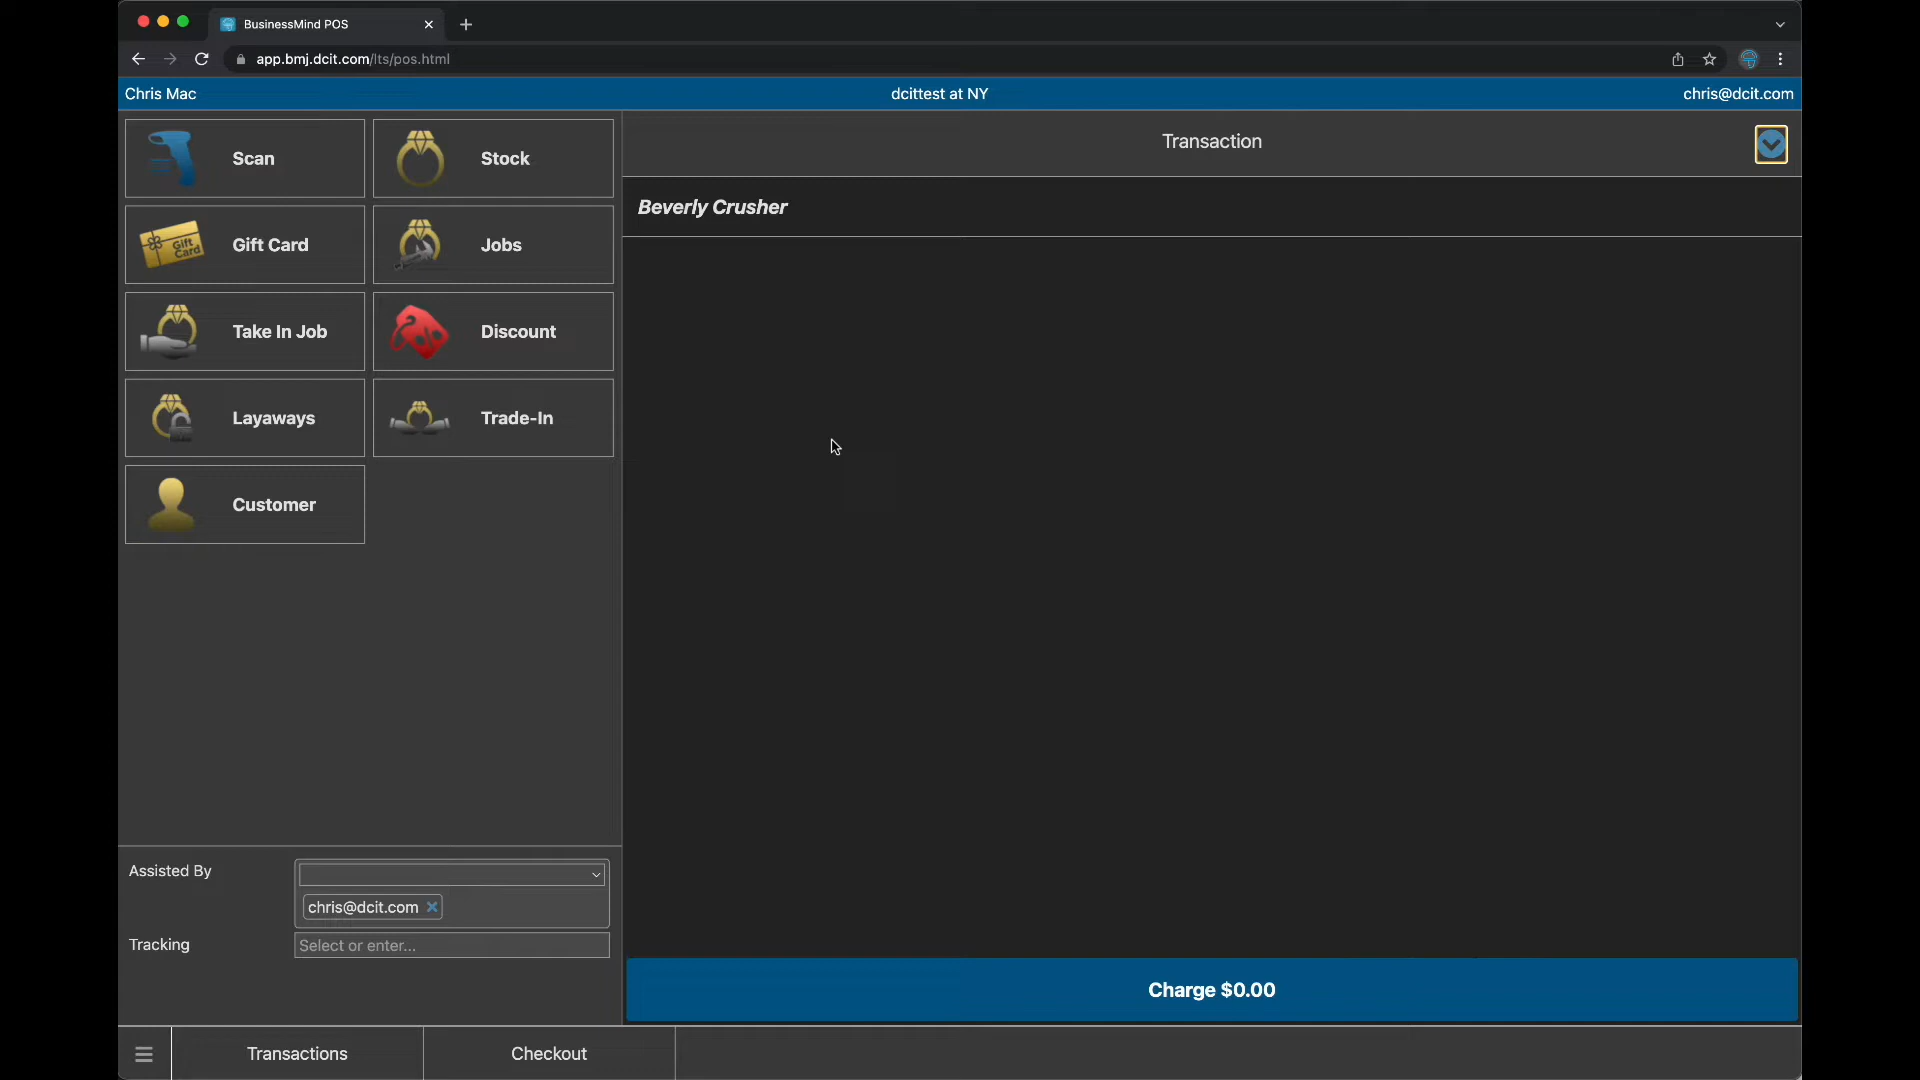 BusinessMind POS
app.bmj.dcit.com/lts/pos.html
Chris Mac
dcittest at NY
chris@dcit.com
Scan
Stock
Gift Card
Gift Card
Jobs
Take In Job
Discount
Layaways
Trade-In
Customer
Transaction
Beverly Crusher
Assisted By
chris@dcit.com
Tracking
Select or enter...
Charge $0.00
Transactions
Checkout